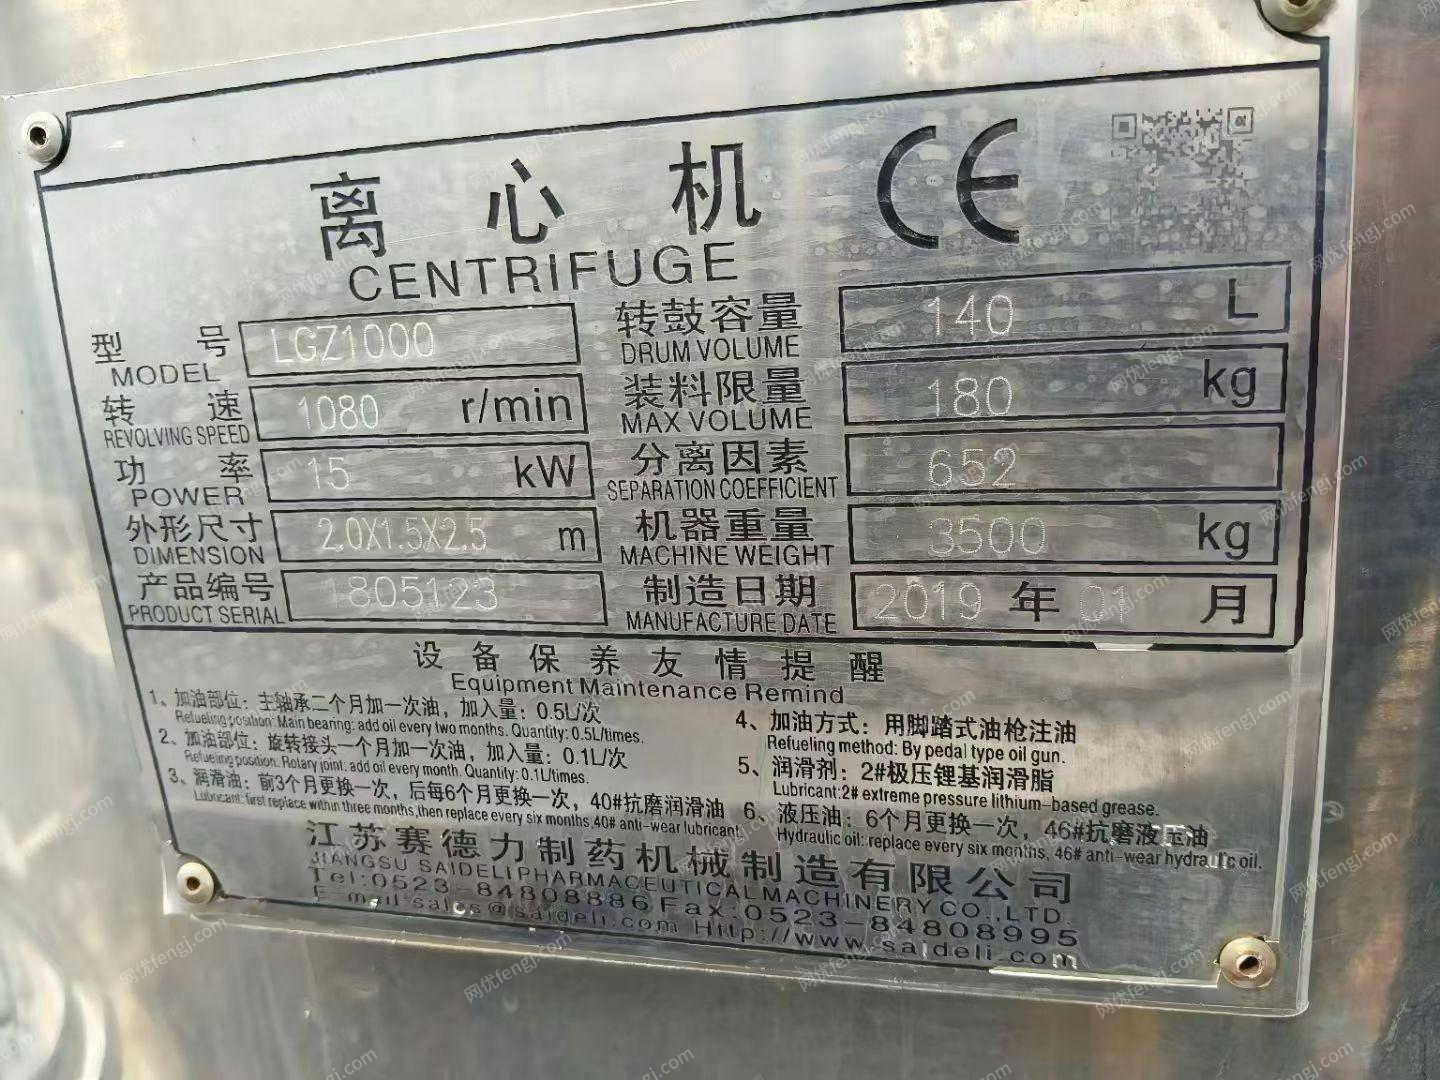 离心机
CE
CENTRIFUGE
型号 LGZ1000 转鼓容量 140 L
MODEL DRUM VOLUME
转速 1080 r/min 装料限量 180 kg
REVOLVING SPEED MAX VOLUME
功率 15 kW 分离因素 652
POWER SEPARATION COEFFICIENT
外形尺寸 2.0X1.5X2.5 m 机器重量 3500 kg
DIMENSION MACHINE WEIGHT
产品编号 1805123 制造日期 2019 年 01 月
PRODUCT SERIAL MANUFACTURE DATE
设备保养友情提醒
Equipment Maintenance Remind
1、加油部位：主轴承二个月加一次油，加入量：0.5L/次
Refueling position: Main bearing: add oil every two months. Quantity: 0.5L/times.
2、加油部位：旋转接头一个月加一次油，加入量：0.1L/次
Refueling position: Rotary joint: add oil every month. Quantity: 0.1L/times.
3、润滑油：前3个月更换一次，后每6个月更换一次，40#抗磨润滑油
Lubricant: first replace within three months,then replace every six months,40# anti-wear lubricant.
4、加油方式：用脚踏式油枪注油
Refueling method: By pedal type oil gun.
5、润滑剂：2#极压锂基润滑脂
Lubricant: 2# extreme pressure lithium-based grease.
6、液压油：6个月更换一次，46#抗磨液压油
Hydraulic oil: replace every six months, 46# anti-wear hydraulic oil.
江苏赛德力制药机械制造有限公司
JIANGSU SAIDELI PHARMACEUTICAL MACHINERY CO.,LTD.
Tel:0523-84808886 Fax:0523-84808995
E-mail:sales@saideli.com Http://www.saideli.com
网优fengj.com